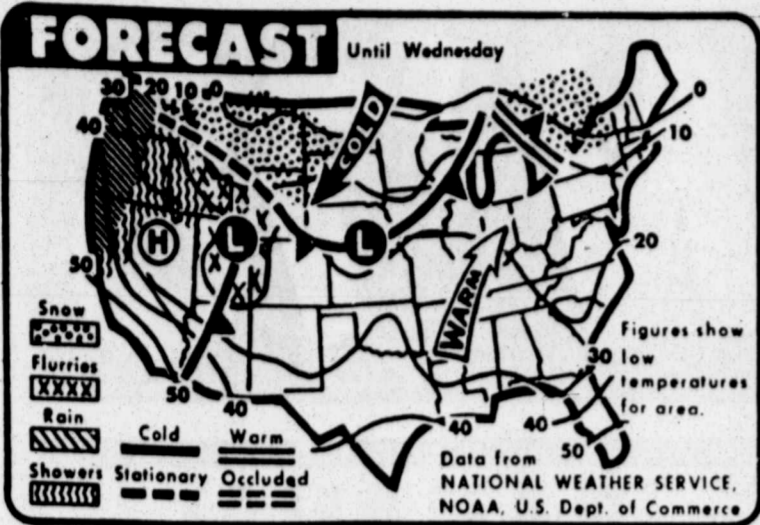 FORECAST
Until Wednesday
30 20 10 0
40
COLD
0
10
H
L
L
50
20
WARM
Snow
Flurries
XXXX
Rain
Showers
Cold
Warm
Stationary
Occluded
50
40
40
40
50
30
Figures show
low
temperatures
for area.
Data from
NATIONAL WEATHER SERVICE,
NOAA, U.S. Dept. of Commerce